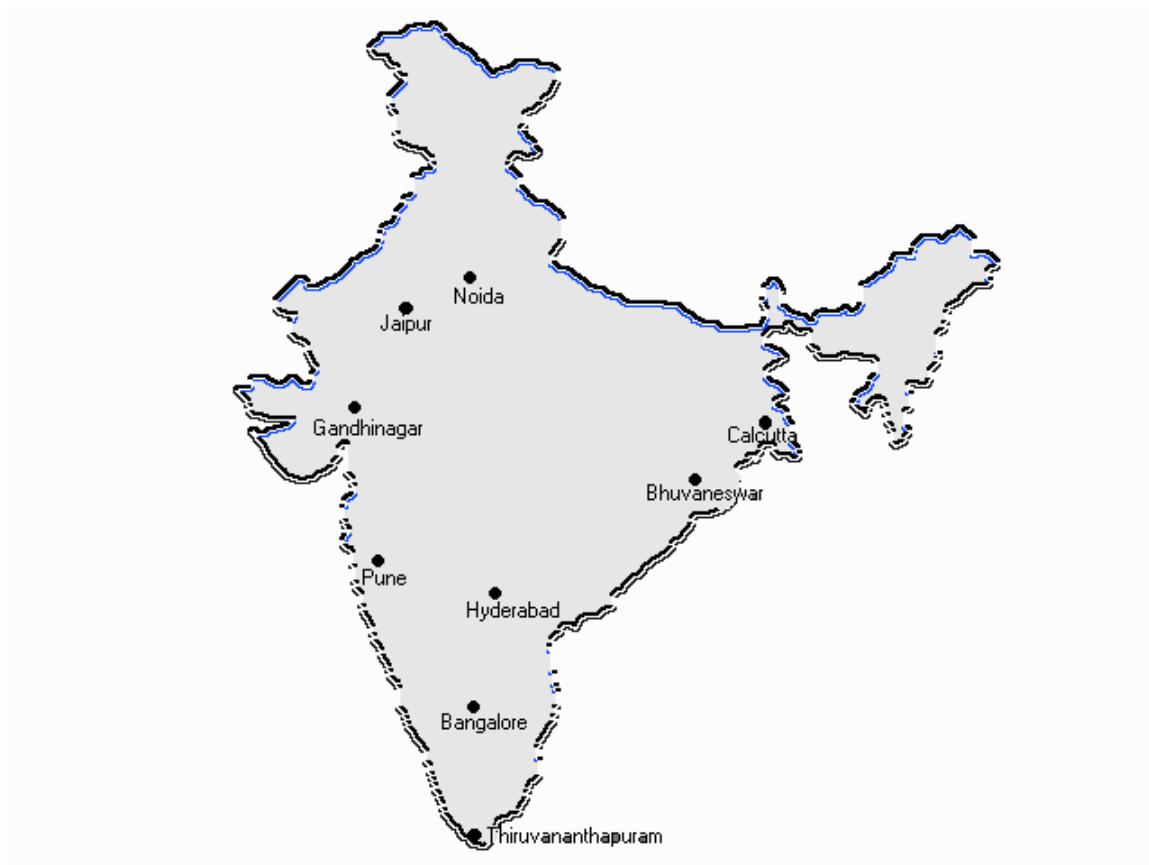 Noida
Jaipur
Gandhinagar
Calcutta
Bhuvaneswar
Pune
Hyderabad
Bangalore
Thiruvananthapuram